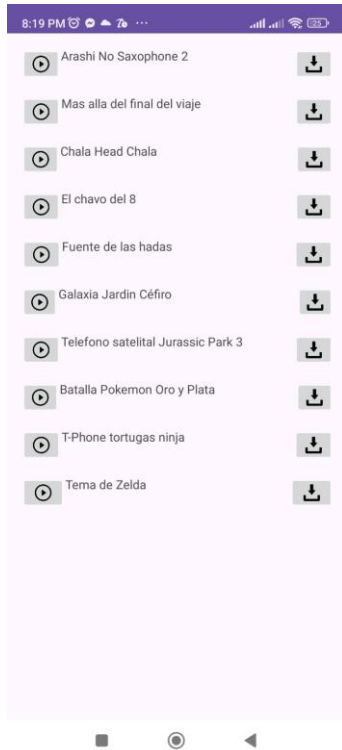 8:19 PM
25
Arashi No Saxophone 2
Mas alla del final del viaje
Chala Head Chala
El chavo del 8
Fuente de las hadas
Galaxia Jardin Céfiro
Telefono satelital Jurassic Park 3
Batalla Pokemon Oro y Plata
T-Phone tortugas ninja
Tema de Zelda